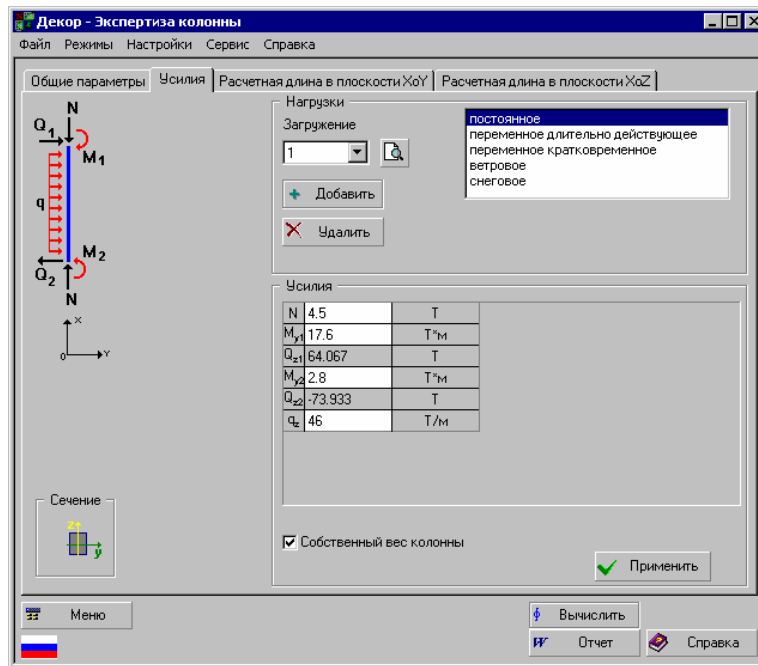 Декор - Экспертиза колонны
Файл Режимы Настройки Сервис Справка
Общие параметры Усилия Расчетная длина в плоскости XoY Расчетная длина в плоскости XoZ
N
Q1
M1
q
M2
Q2
N
X
0 Y
Сечение
z
y
Нагрузки
Загружение
1
Добавить
Удалить
постоянное
переменное длительно действующее
переменное кратковременное
ветровое
снеговое
Усилия
N 4.5 Т
My1 17.6 Т*м
Qz1 64.067 Т
My2 2.8 Т*м
Qz2 -73.933 Т
qz 46 Т/м
Собственный вес колонны
Применить
Меню
Вычислить
W Отчет
Справка